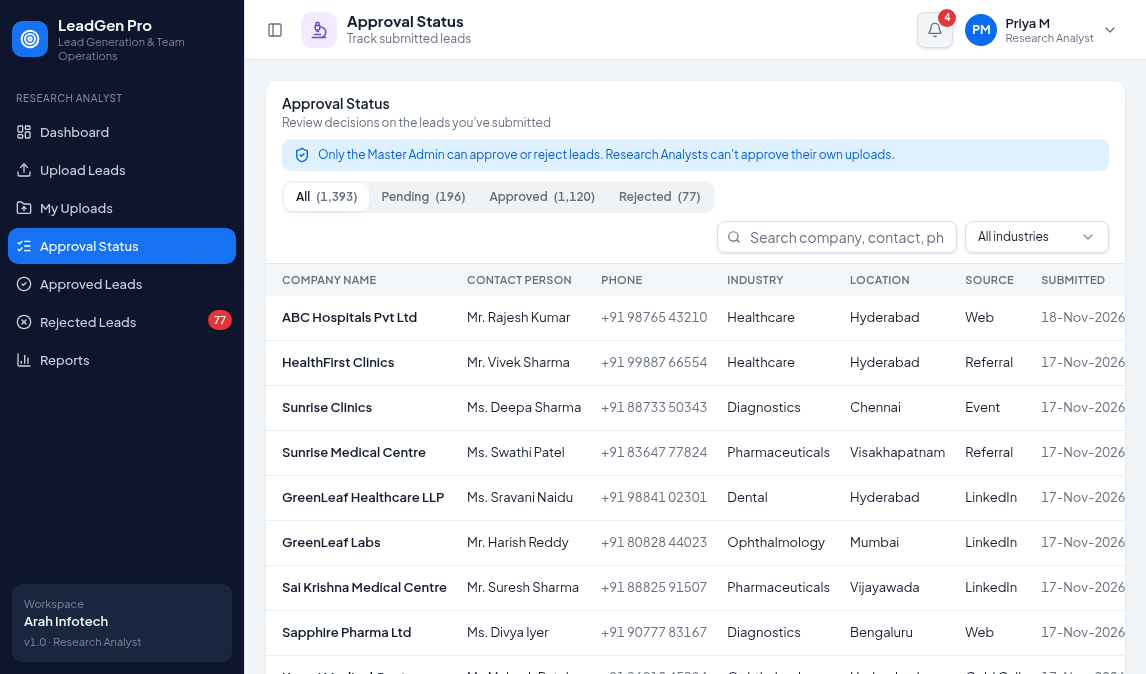 LeadGen Pro
Lead Generation & Team
Operations
RESEARCH ANALYST
Dashboard
Upload Leads
My Uploads
Approval Status
Approved Leads
Rejected Leads 77
Reports
Workspace
Arah Infotech
v1.0 · Research Analyst
Approval Status
Track submitted leads
4
PM
Priya M
Research Analyst
Approval Status
Review decisions on the leads you've submitted
Only the Master Admin can approve or reject leads. Research Analysts can't approve their own uploads.
All (1,393) Pending (196) Approved (1,120) Rejected (77)
Search company, contact, ph All industries
COMPANY NAME CONTACT PERSON PHONE INDUSTRY LOCATION SOURCE SUBMITTED
ABC Hospitals Pvt Ltd Mr. Rajesh Kumar +91 98765 43210 Healthcare Hyderabad Web 18-Nov-2026
HealthFirst Clinics Mr. Vivek Sharma +91 99887 66554 Healthcare Hyderabad Referral 17-Nov-2026
Sunrise Clinics Ms. Deepa Sharma +91 88733 50343 Diagnostics Chennai Event 17-Nov-2026
Sunrise Medical Centre Ms. Swathi Patel +91 83647 77824 Pharmaceuticals Visakhapatnam Referral 17-Nov-2026
GreenLeaf Healthcare LLP Ms. Sravani Naidu +91 98841 02301 Dental Hyderabad LinkedIn 17-Nov-2026
GreenLeaf Labs Mr. Harish Reddy +91 80828 44023 Ophthalmology Mumbai LinkedIn 17-Nov-2026
Sai Krishna Medical Centre Mr. Suresh Sharma +91 88825 91507 Pharmaceuticals Vijayawada LinkedIn 17-Nov-2026
Sapphire Pharma Ltd Ms. Divya Iyer +91 90777 83167 Diagnostics Bengaluru Web 17-Nov-2026